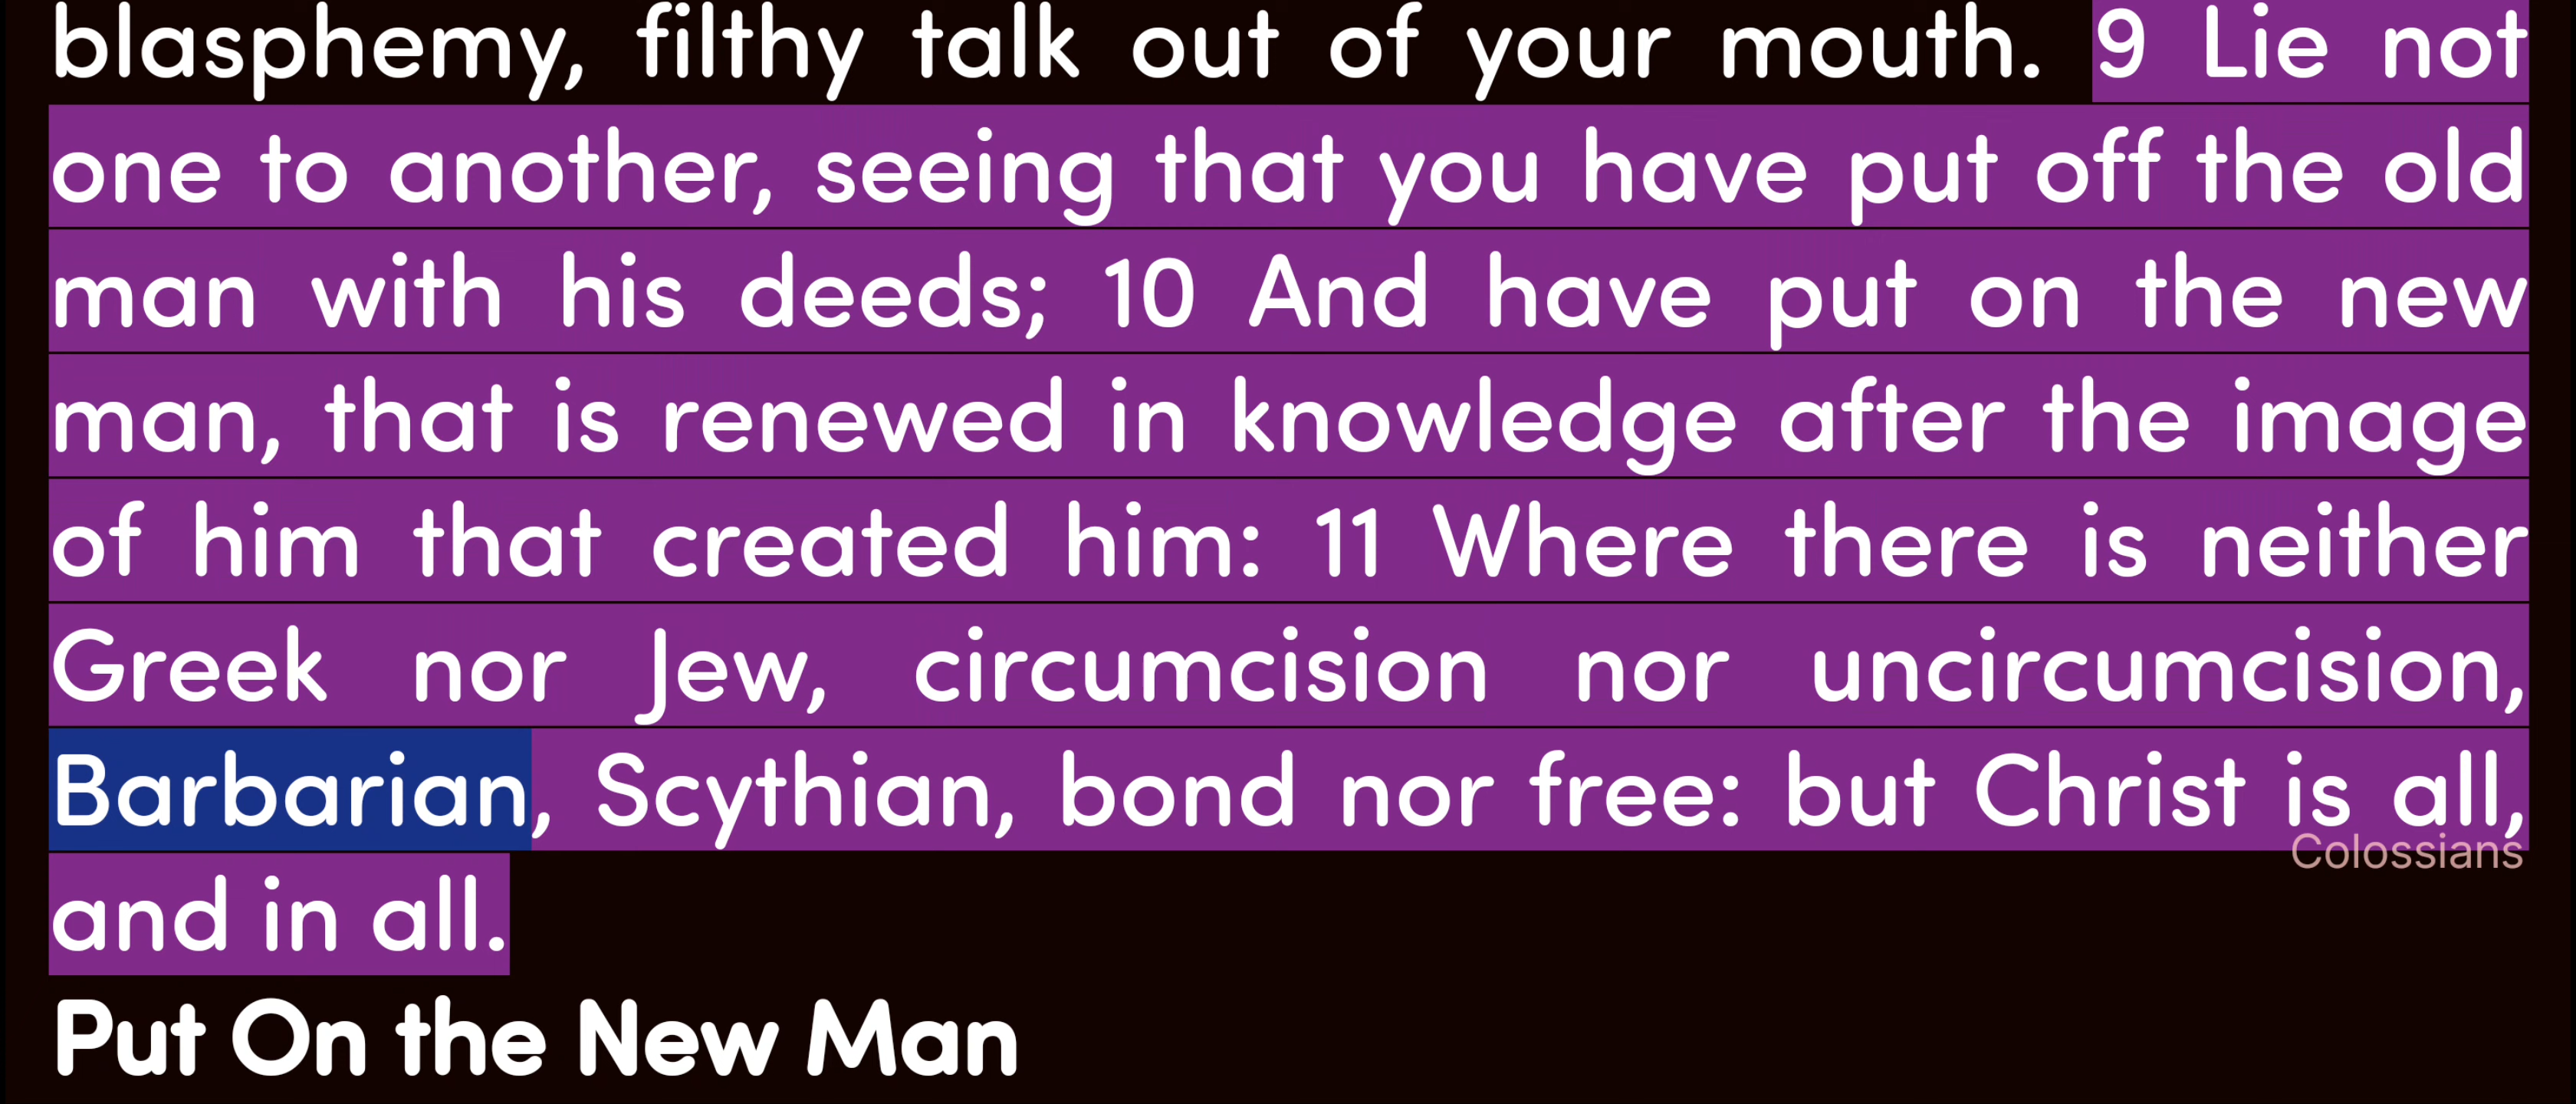 blasphemy, filthy talk out of your mouth. 9 Lie not
one to another, seeing that you have put off the old
man with his deeds; 10 And have put on the new
man, that is renewed in knowledge after the image
of him that created him: 11 Where there is neither
Greek nor Jew, circumcision nor uncircumcision,
Barbarian, Scythian, bond nor free: but Christ is all,
Colossians
and in all.
Put On the New Man